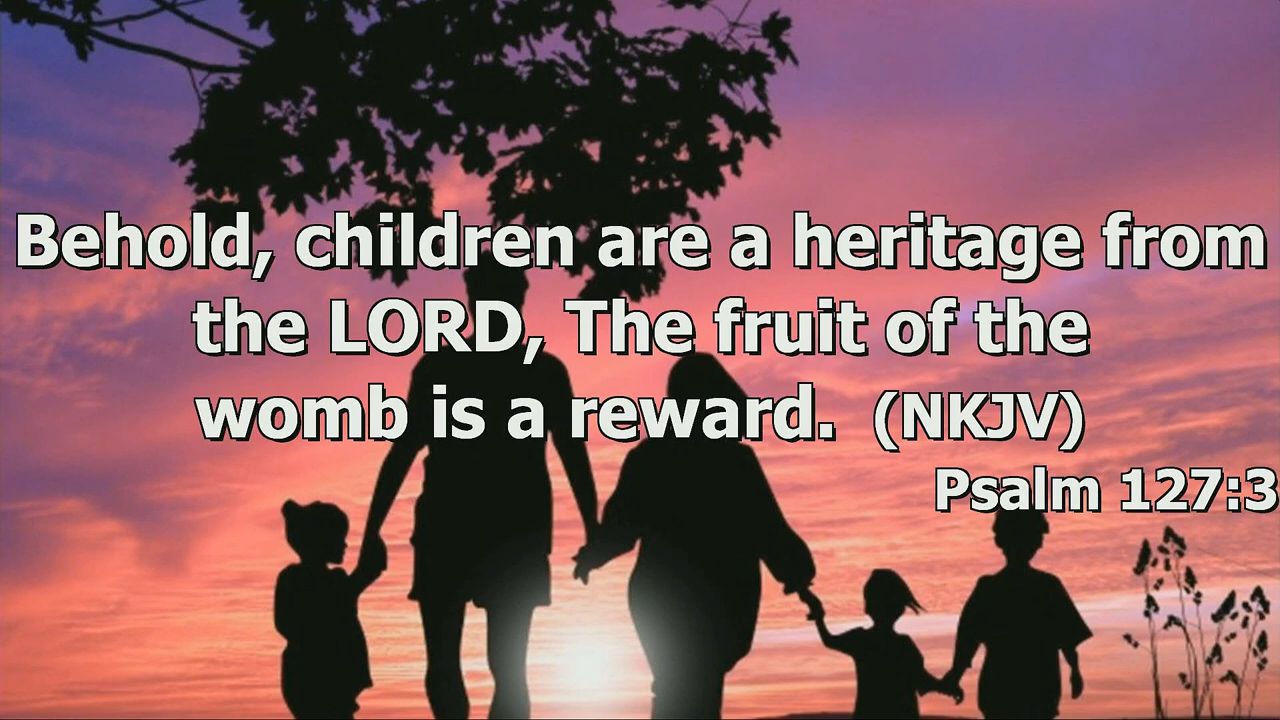 Behold, children are a heritage from
the LORD, The fruit of the
womb is a reward. (NKJV)
Psalm 127:3